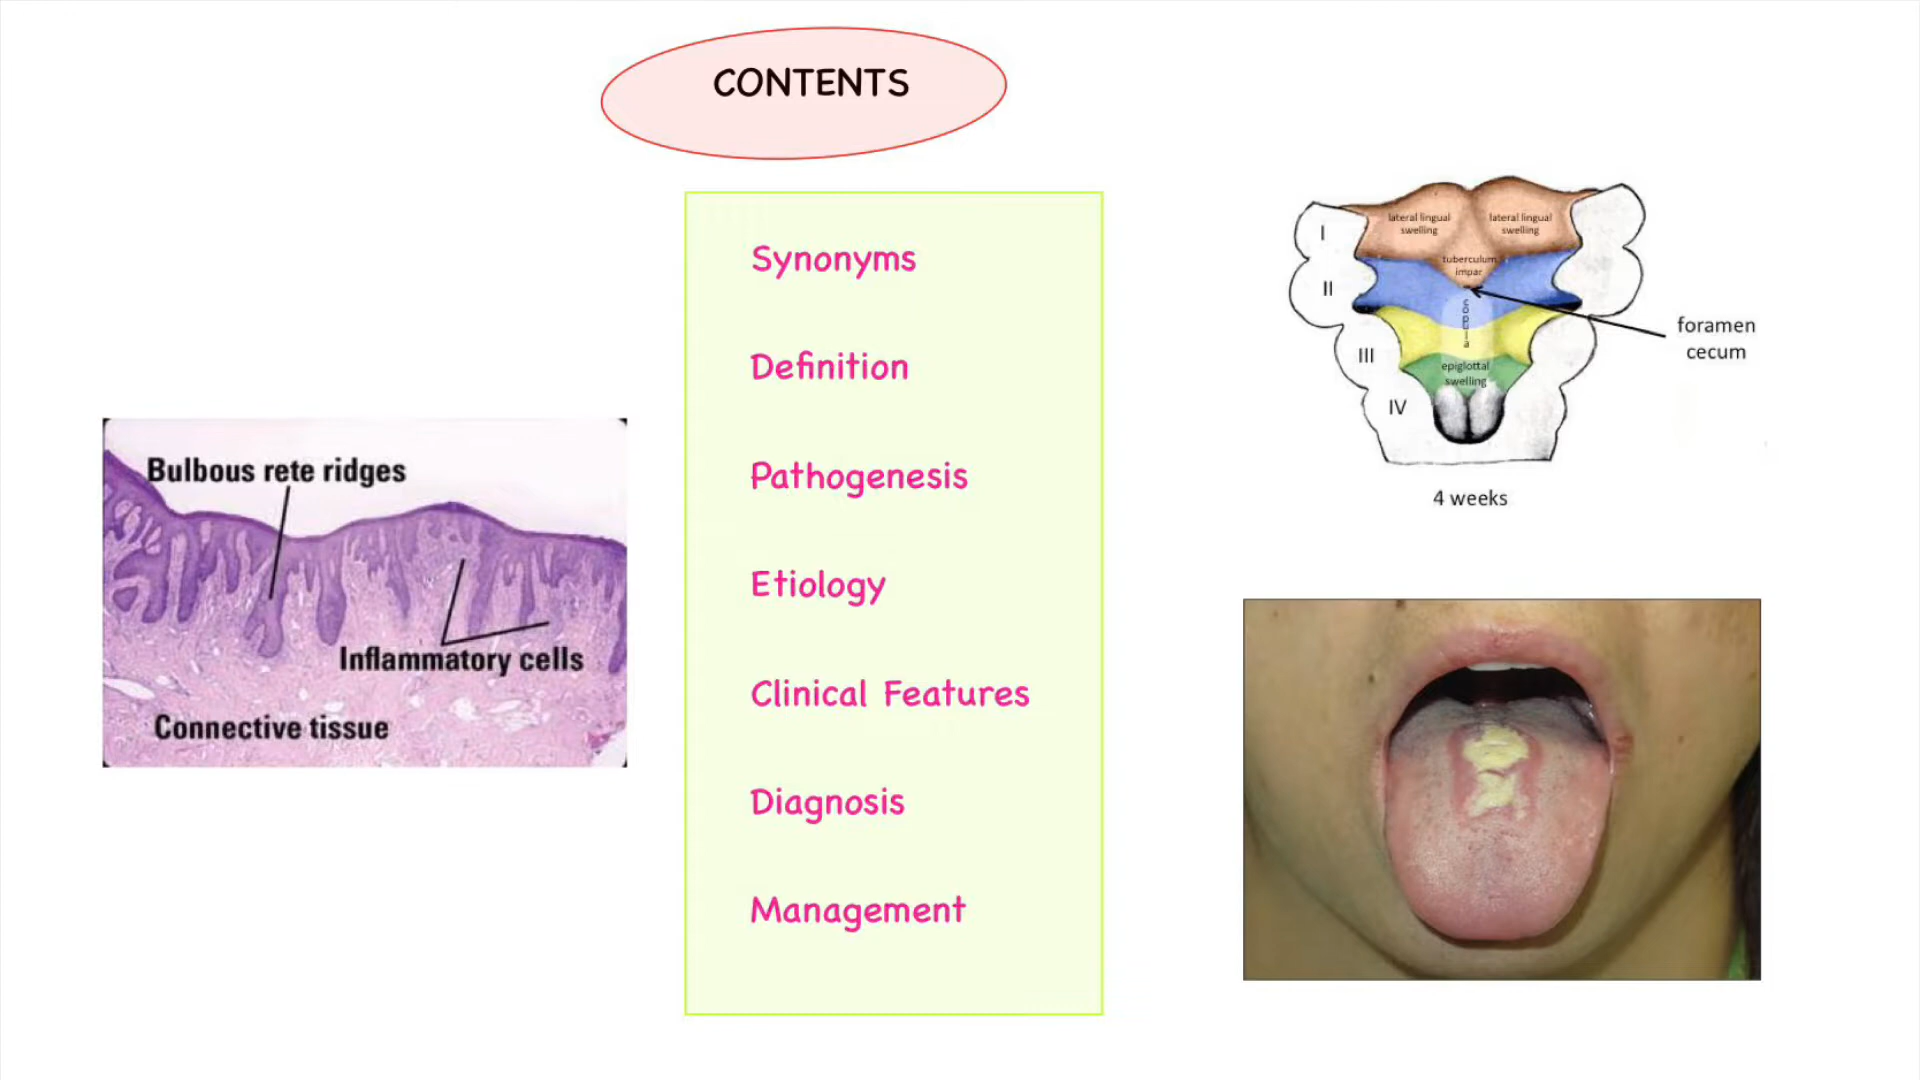 CONTENTS
Synonyms
Definition
Pathogenesis
Etiology
Clinical Features
Diagnosis
Management
Bulbous rete ridges
Inflammatory cells
Connective tissue
lateral lingual
swelling
lateral lingual
swelling
I
tuberculum
impar
II
copula
foramen
cecum
III
epiglottal
swelling
IV
4 weeks